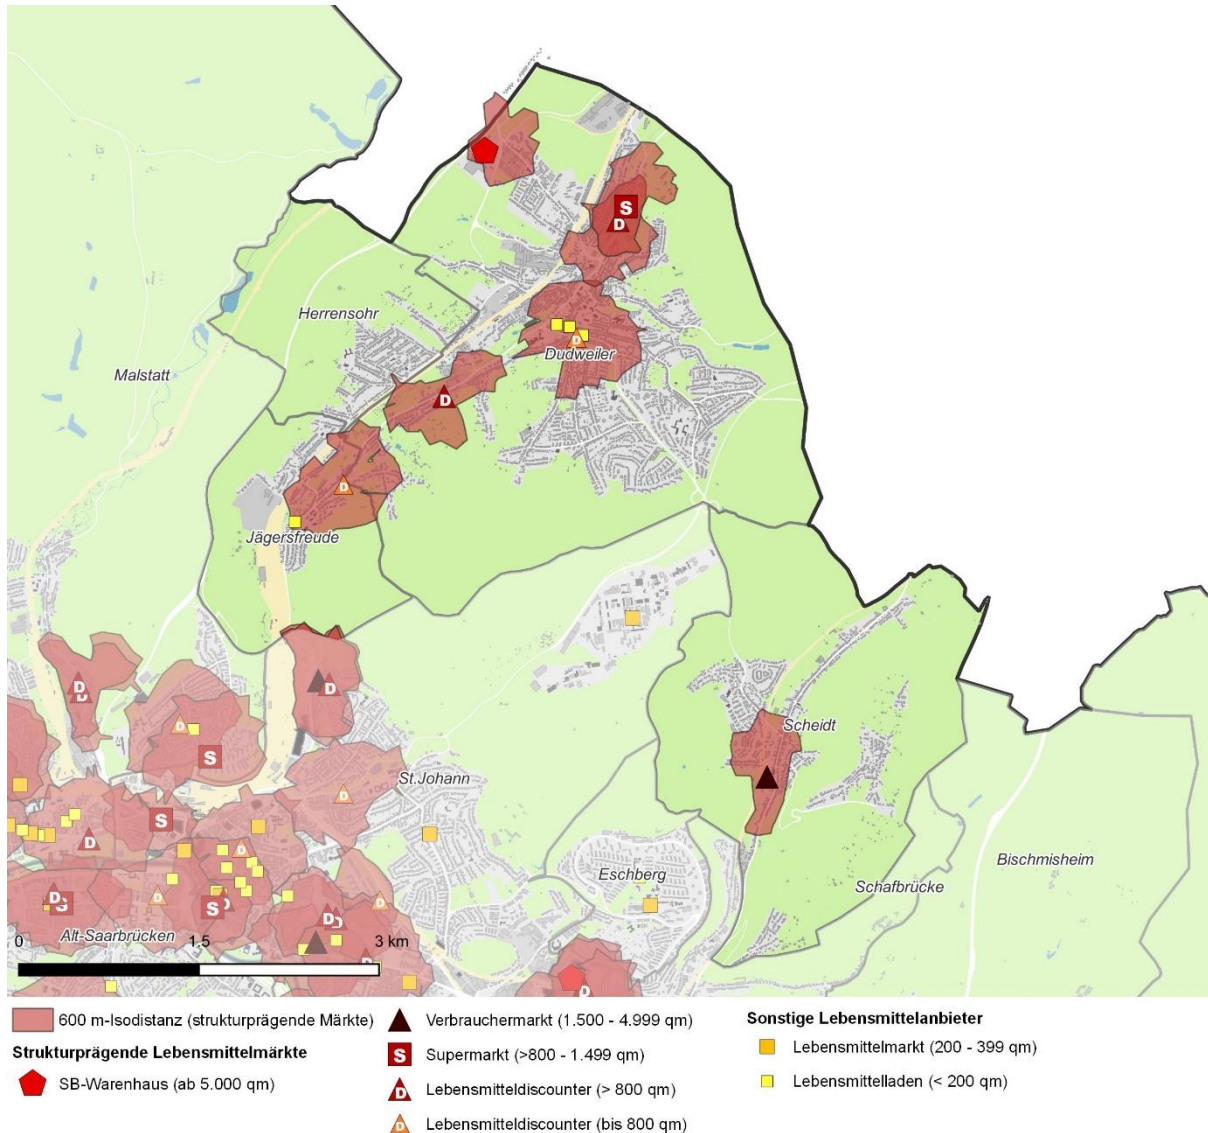 Herrensohr
Malstatt
Dudweiler
Jägersfreude
Scheidt
St.Johann
Eschberg
Bischmisheim
Schafbrücke
Alt-Saarbrücken
0 1.5 3 km
600 m-Isodistanz (strukturprägende Märkte)
Strukturprägende Lebensmittelmärkte
SB-Warenhaus (ab 5.000 qm)
Verbrauchermarkt (1.500 - 4.999 qm)
S Supermarkt (>800 - 1.499 qm)
D Lebensmitteldiscounter (> 800 qm)
D Lebensmitteldiscounter (bis 800 qm)
Sonstige Lebensmittelanbieter
Lebensmittelmarkt (200 - 399 qm)
Lebensmittelladen (< 200 qm)